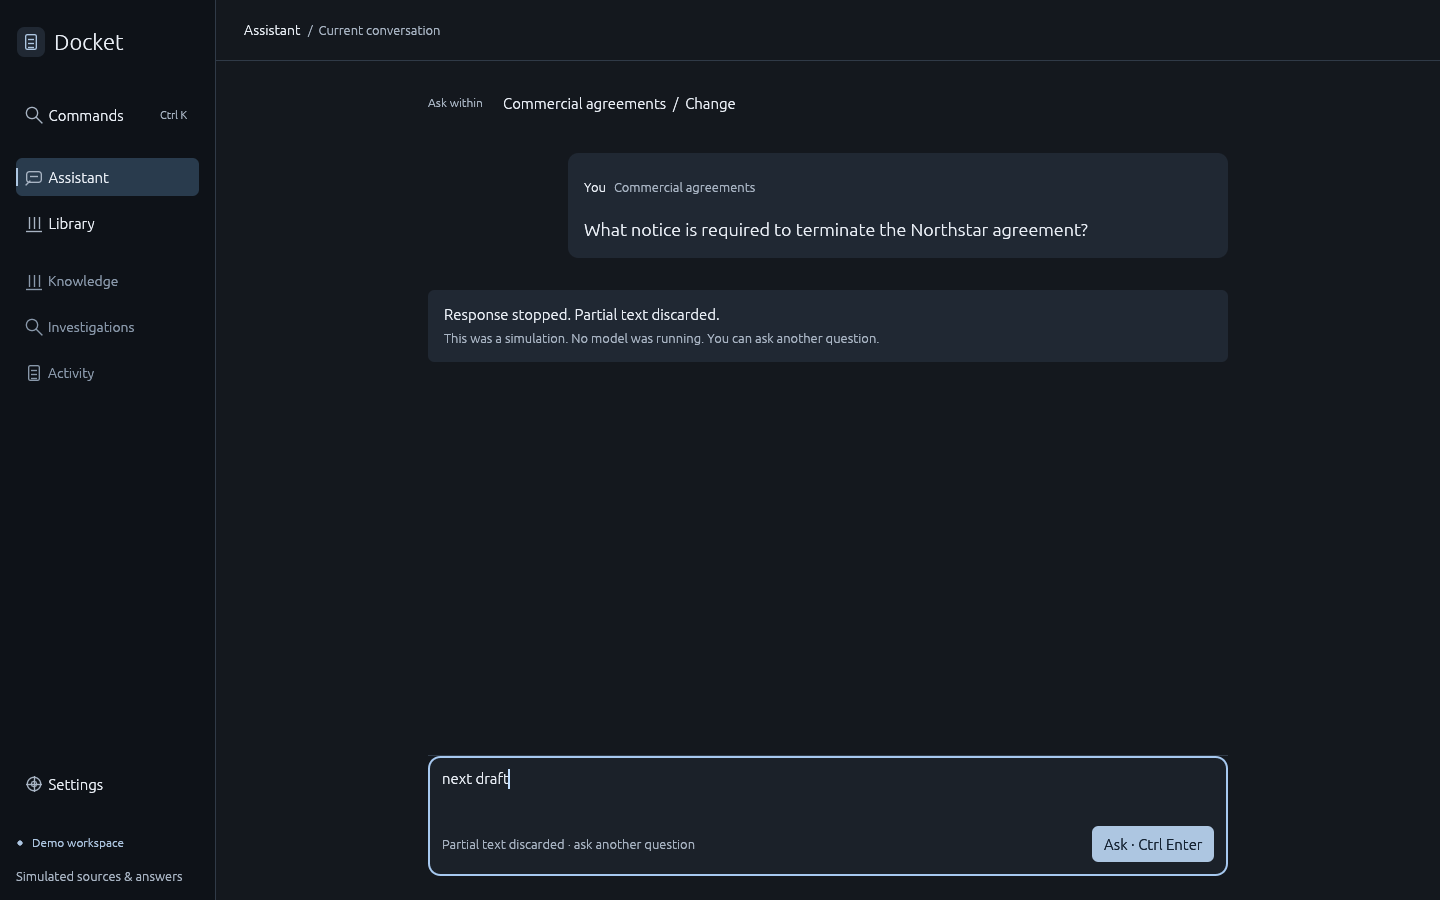 Docket
Commands Ctrl K
Assistant
Library
Knowledge
Investigations
Activity
Settings
Demo workspace
Simulated sources & answers
Assistant / Current conversation
Ask within Commercial agreements / Change
You Commercial agreements
What notice is required to terminate the Northstar agreement?
Response stopped. Partial text discarded.
This was a simulation. No model was running. You can ask another question.
next draft
Partial text discarded · ask another question
Ask · Ctrl Enter